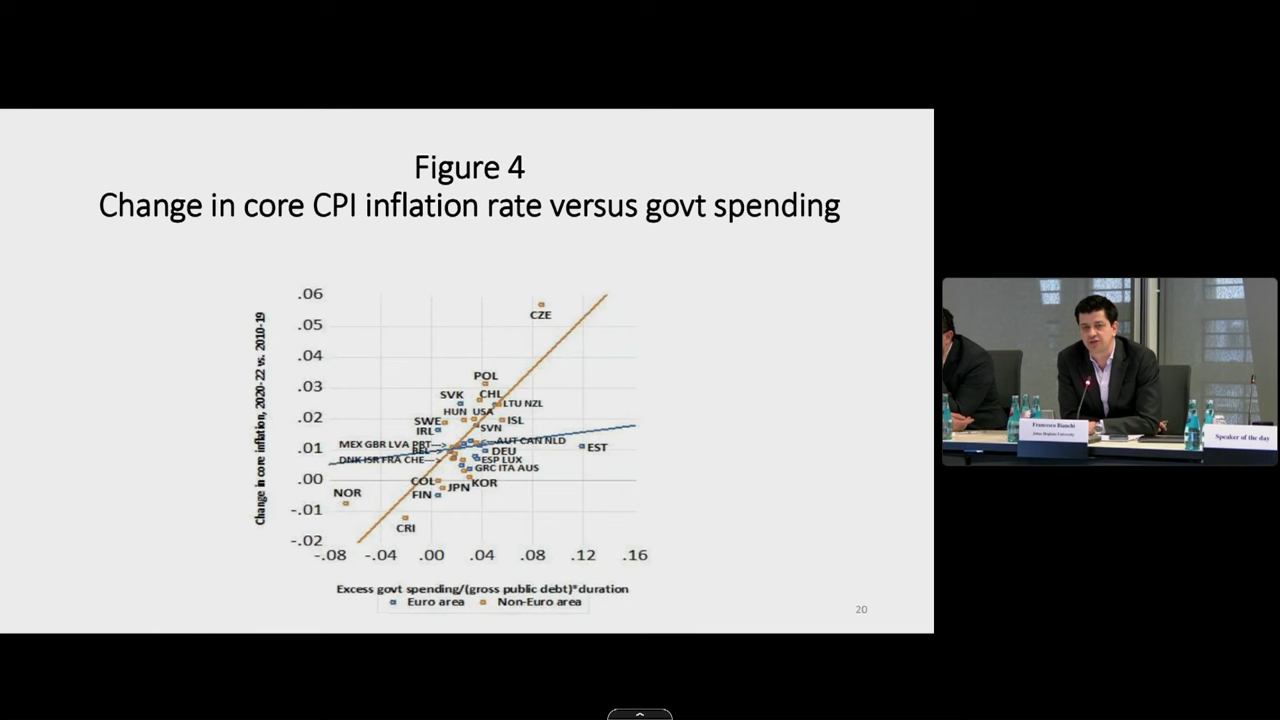 Figure 4
Change in core CPI inflation rate versus govt spending
Change in core inflation, 2020-22 vs. 2010-19
.06
.05
.04
.03
.02
.01
.00
-.01
-.02
CZE
POL
SVK
CHL
LTU NZL
HUN USA
SWE
ISL
IRL
SVN
MEX GBR LVA PRT
AUT CAN NLD
EST
BEL
DEU
DNK ISR FRA CHE
ESP LUX
GRC ITA AUS
COL
JPN
KOR
FIN
NOR
CRI
-.08 -.04 .00 .04 .08 .12 .16
Excess govt spending/(gross public debt)*duration
Euro area Non-Euro area
20
Francesco Bianchi
Johns Hopkins University
Speaker of the day